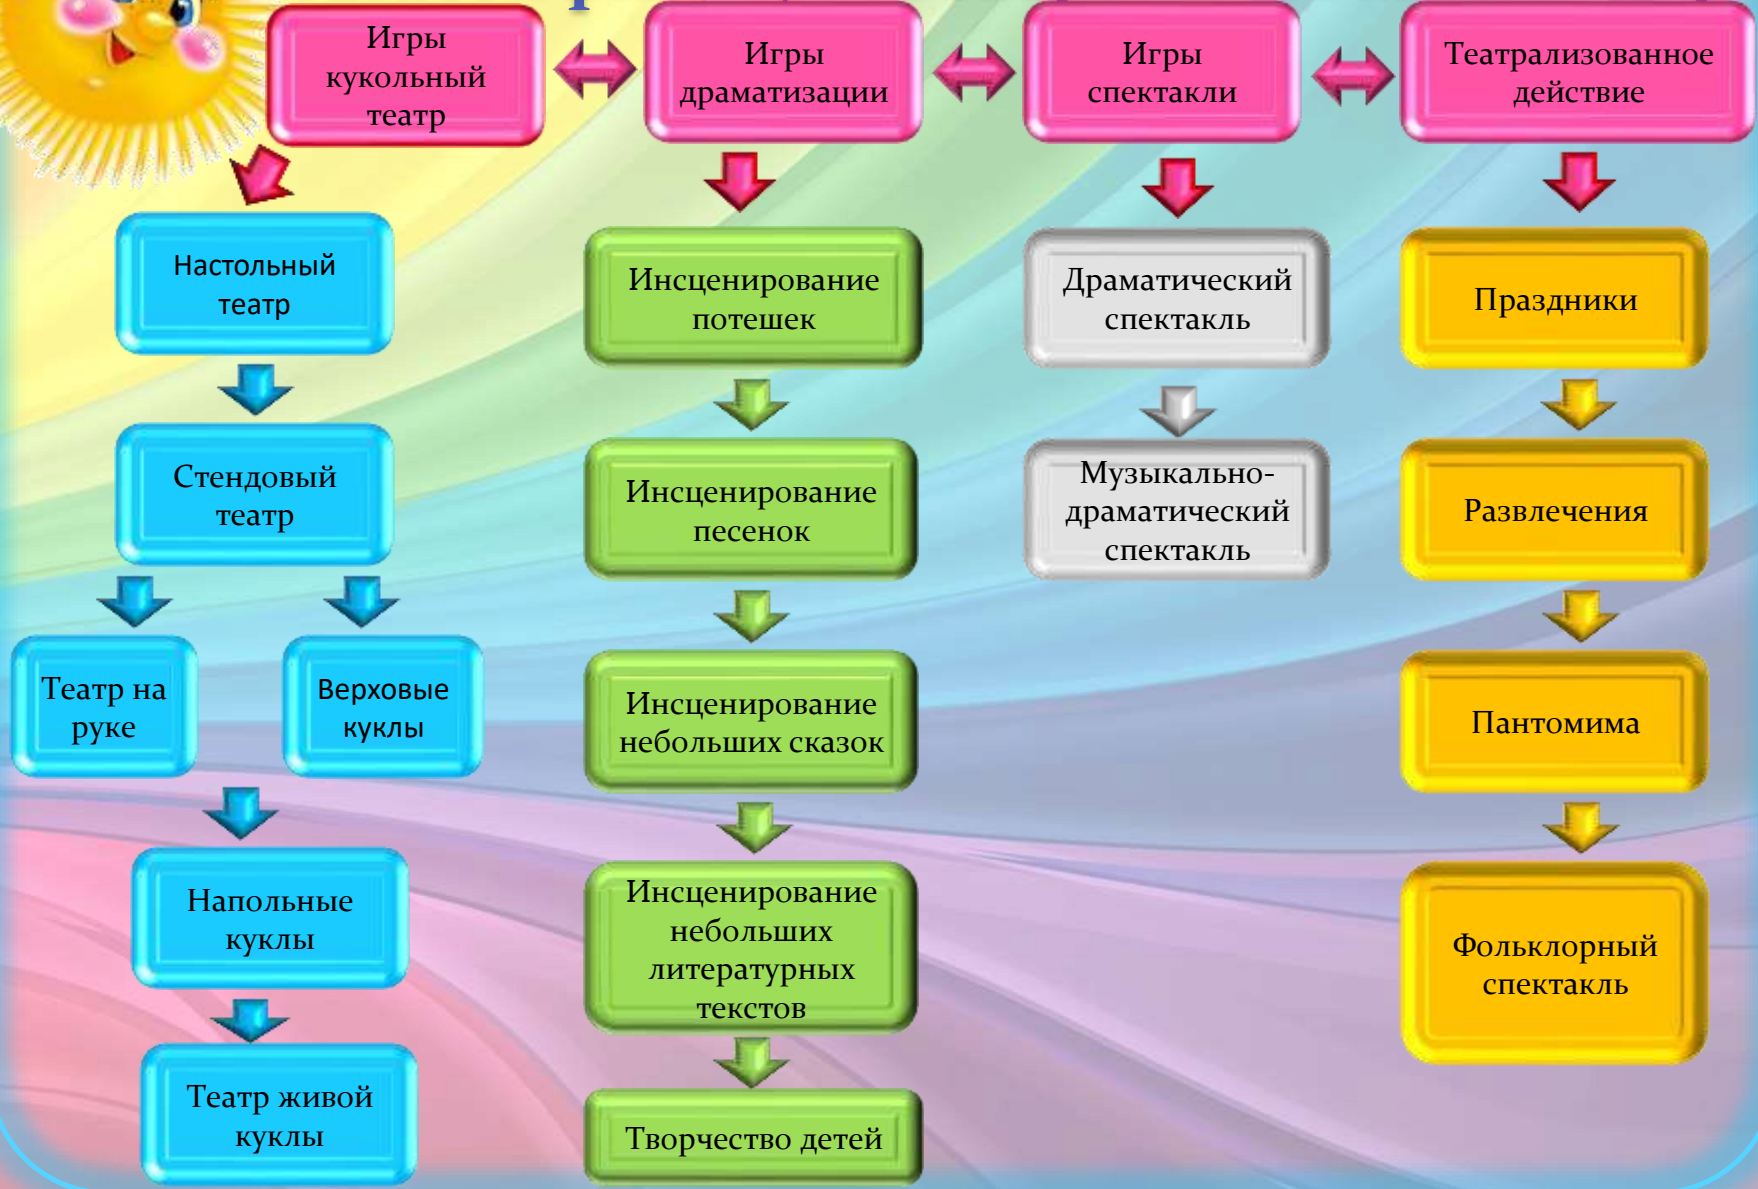 Игры
кукольный
театр
Игры
драматизации
Игры
спектакли
Театрализованное
действие
Настольный
театр
Стендовый
театр
Театр на
руке
Верховые
куклы
Напольные
куклы
Театр живой
куклы
Инсценирование
потешек
Инсценирование
песенок
Инсценирование
небольших сказок
Инсценирование
небольших
литературных
текстов
Творчество детей
Драматический
спектакль
Музыкально-
драматический
спектакль
Праздники
Развлечения
Пантомима
Фольклорный
спектакль